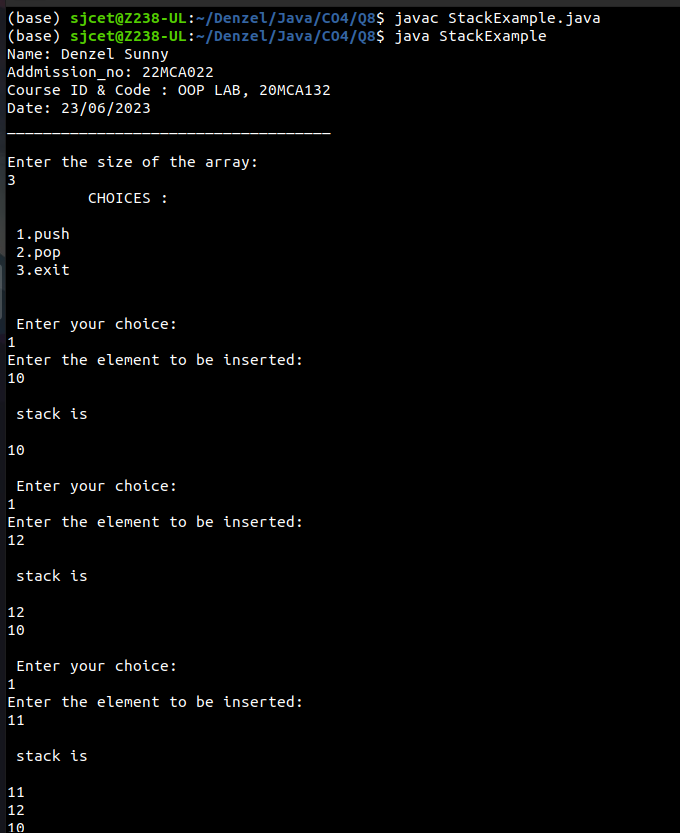 (base) sjcet@Z238-UL:~/Denzel/Java/CO4/Q8$ javac StackExample.java
(base) sjcet@Z238-UL:~/Denzel/Java/CO4/Q8$ java StackExample
Name: Denzel Sunny
Addmission_no: 22MCA022
Course ID & Code : OOP LAB, 20MCA132
Date: 23/06/2023
____________________________________
Enter the size of the array:
3
CHOICES :
1.push
2.pop
3.exit
Enter your choice:
1
Enter the element to be inserted:
10
stack is
10
Enter your choice:
1
Enter the element to be inserted:
12
stack is
12
10
Enter your choice:
1
Enter the element to be inserted:
11
stack is
11
12
10